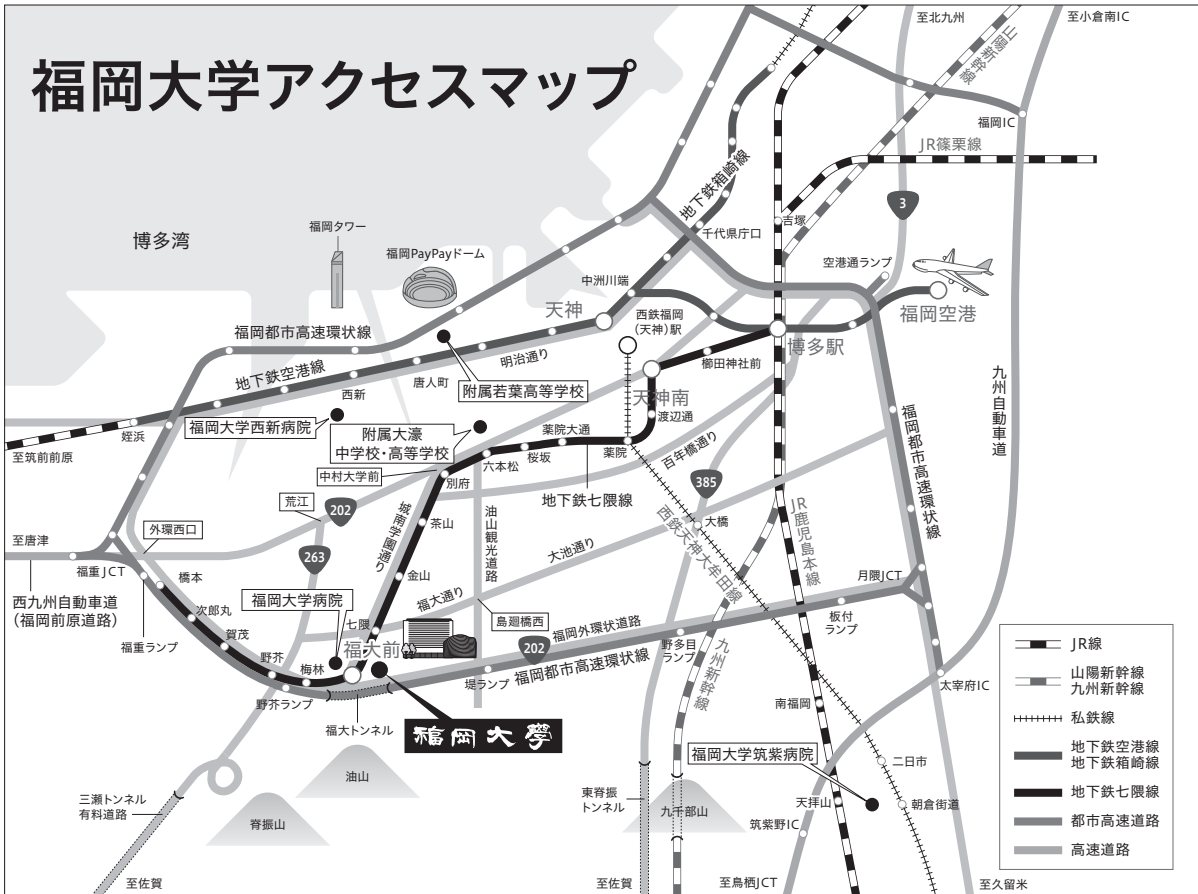 福岡大学アクセスマップ
至北九州
至小倉南IC
山陽新幹線
福岡IC
JR篠栗線
地下鉄箱崎線
3
吉塚
千代県庁口
博多湾
福岡タワー
福岡PayPayドーム
空港通ランプ
中洲川端
福岡空港
天神
西鉄福岡
(天神)駅
福岡都市高速環状線
明治通り
博多駅
櫛田神社前
地下鉄空港線
唐人町
附属若葉高等学校
天神南
西新
渡辺通
九州自動車道
福岡都市高速環状線
姪浜
福岡大学西新病院
附属大濠
中学校・高等学校
薬院大通
桜坂
六本松
薬院
百年橋通り
至筑前前原
中村大学前
別府
地下鉄七隈線
385
荒江
202
城南学園通り
茶山
油山観光道路
大橋
西鉄天神大牟田線
JR鹿児島本線
至唐津
外環西口
大池通り
263
福重JCT
橋本
金山
月隈JCT
西九州自動車道
(福岡前原道路)
福岡大学病院
福大通り
次郎丸
島廻橋西
福岡外環状道路
板付
ランプ
賀茂
七隈
福重ランプ
福大前
202
野多目
ランプ
野芥
梅林
福岡都市高速環状線
堤ランプ
九州新幹線
太宰府IC
野芥ランプ
福大トンネル
福岡大學
南福岡
福岡大学筑紫病院
二日市
油山
三瀬トンネル
有料道路
脊振山
東脊振
トンネル
九千部山
天拝山
朝倉街道
筑紫野IC
至佐賀
至佐賀
至鳥栖JCT
至久留米
JR線
山陽新幹線
九州新幹線
私鉄線
地下鉄空港線
地下鉄箱崎線
地下鉄七隈線
都市高速道路
高速道路